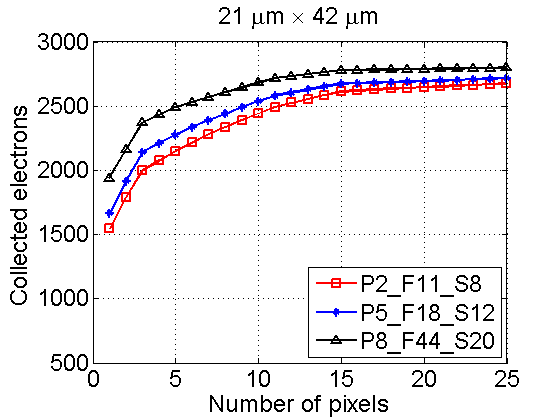 21 μm × 42 μm
3000
2500
2000
1500
1000
500
Collected electrons
P2_F11_S8
P5_F18_S12
P8_F44_S20
0 5 10 15 20 25
Number of pixels